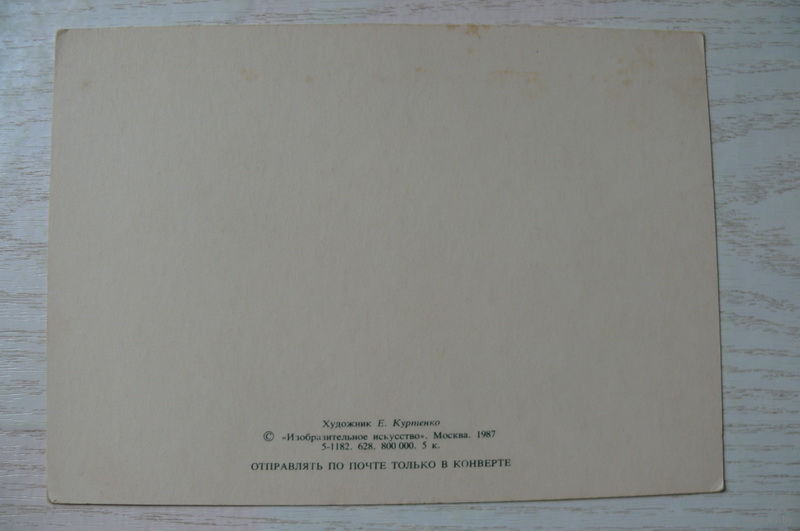 Художник Е. Куртенко
© «Изобразительное искусство». Москва. 1987
5-1182. 628. 800 000. 5 к.
ОТПРАВЛЯТЬ ПО ПОЧТЕ ТОЛЬКО В КОНВЕРТЕ